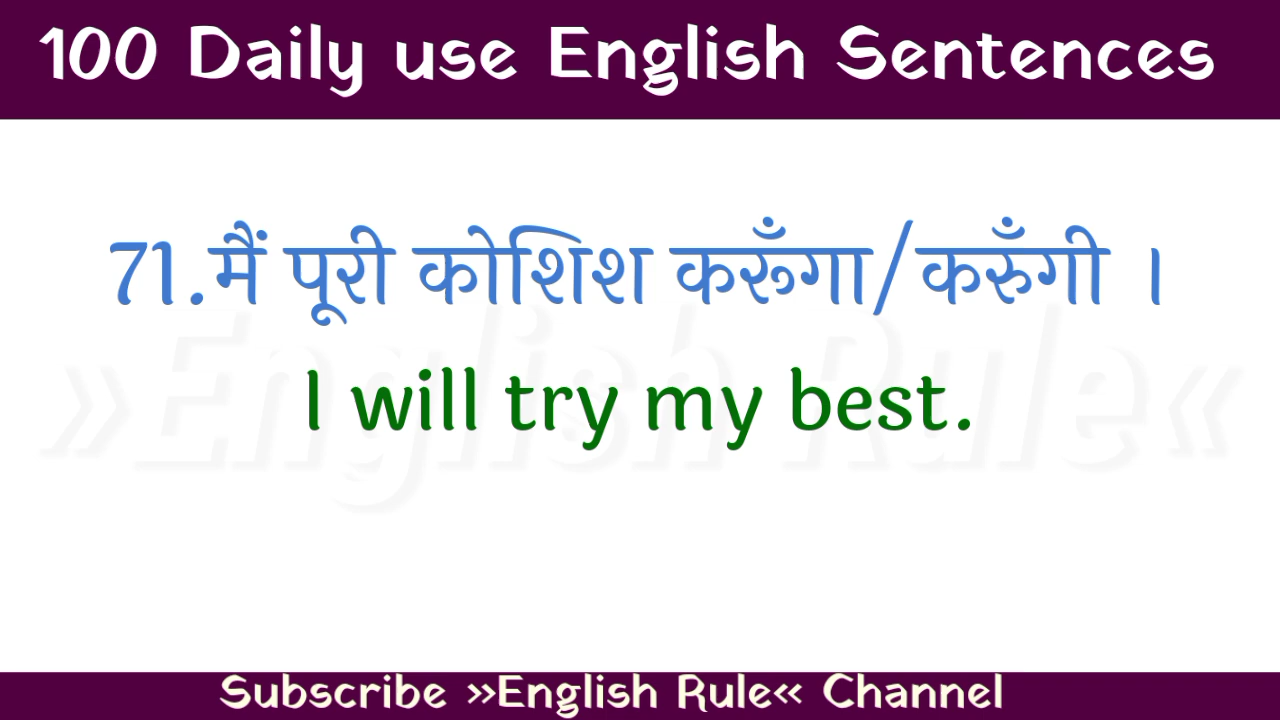 100 Daily use English Sentences
71.मैं पूरी कोशिश करूँगा/करुँगी ।
»English Rule«
I will try my best.
Subscribe »English Rule« Channel